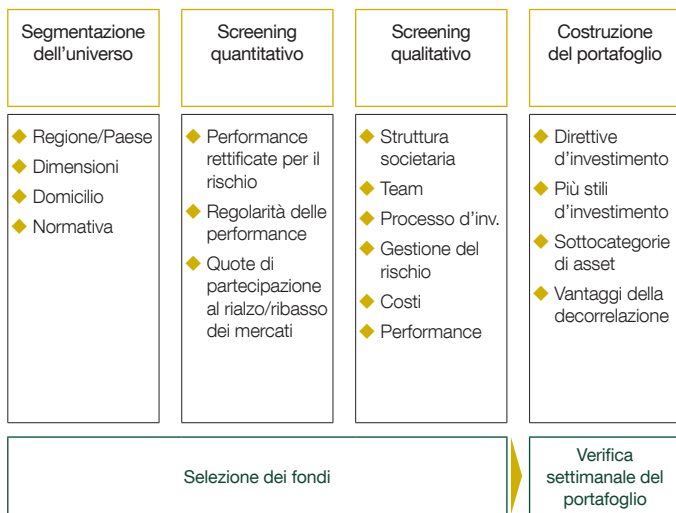 Segmentazione
dell'universo
Regione/Paese
Dimensioni
Domicilio
Normativa
Screening
quantitativo
Performance
rettificate per il
rischio
Regolarità delle
performance
Quote di
partecipazione
al rialzo/ribasso
dei mercati
Screening
qualitativo
Struttura
societaria
Team
Processo d'inv.
Gestione del
rischio
Costi
Performance
Costruzione
del portafoglio
Direttive
d'investimento
Più stili
d'investimento
Sottocategorie
di asset
Vantaggi della
decorrelazione
Selezione dei fondi
Verifica
settimanale del
portafoglio